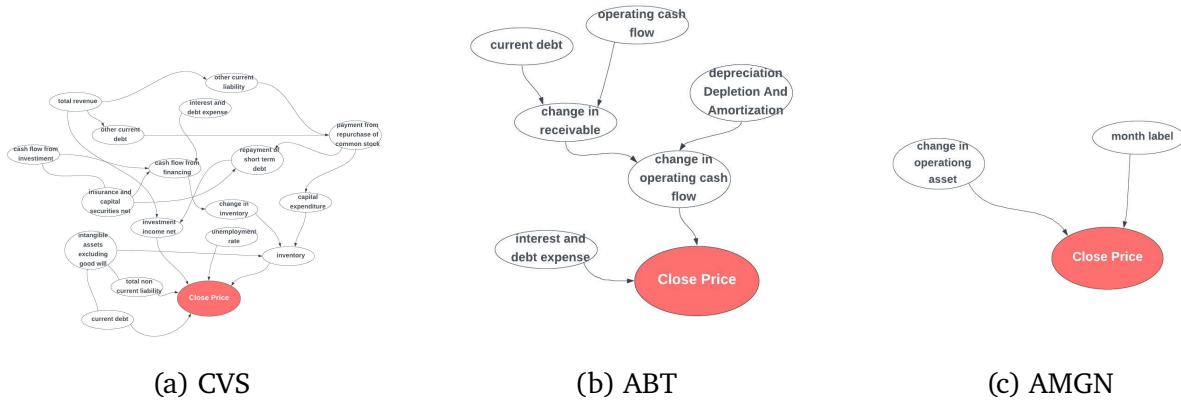 other current
liability
total revenue
interest and
debt expense
other current
debt
payment from
repurchase of
common stock
cash flow from
investiment
cash flow from
financing
repayment of
short term
debt
insurance and
capital
securities net
capital
expenditure
change in
inventory
investment
income net
unemployment
rate
intangible
assets
excluding
good will
inventory
total non
current liability
Close Price
current debt
(a) CVS
operating cash
flow
current debt
depreciation
Depletion And
Amortization
change in
receivable
change in
operating cash
flow
interest and
debt expense
Close Price
(b) ABT
month label
change in
operationg
asset
Close Price
(c) AMGN